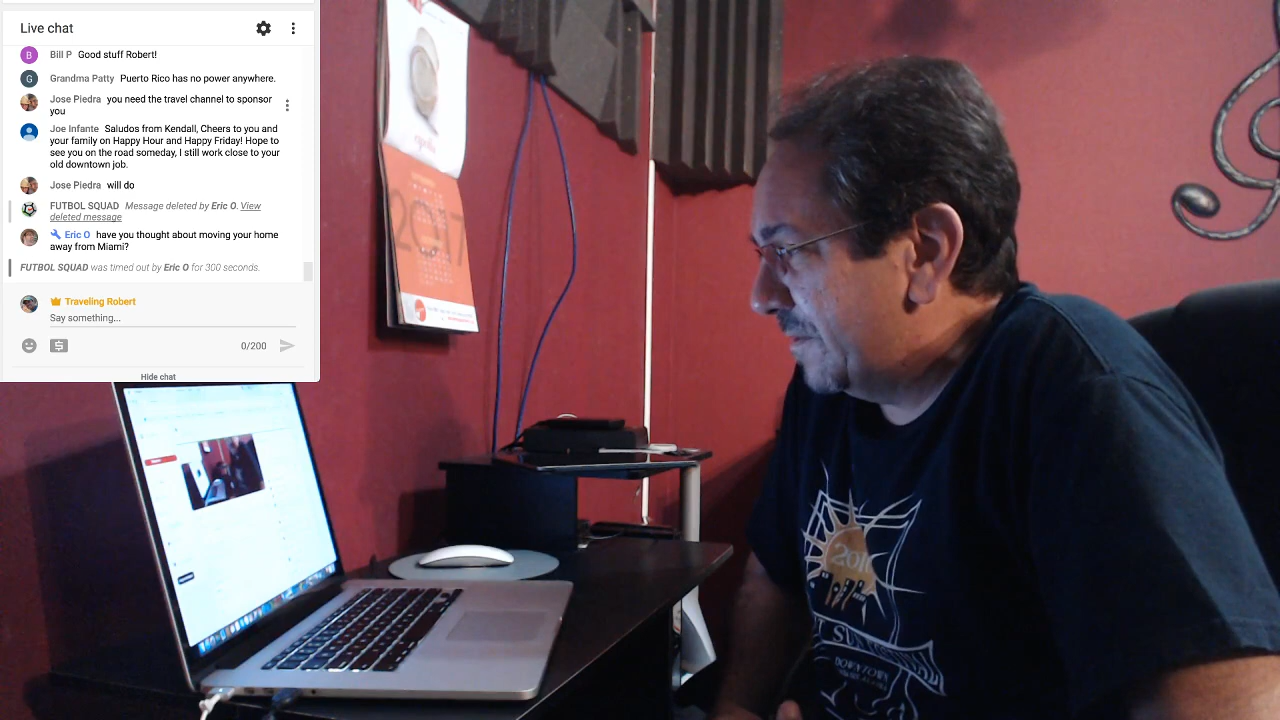 Live chat
B Bill P Good stuff Robert!
G Grandma Patty Puerto Rico has no power anywhere.
Jose Piedra you need the travel channel to sponsor
you
Joe Infante Saludos from Kendall, Cheers to you and
your family on Happy Hour and Happy Friday! Hope to
see you on the road someday, I still work close to your
old downtown job.
Jose Piedra will do
FUTBOL SQUAD Message deleted by Eric O. View
deleted message
Eric O have you thought about moving your home
away from Miami?
FUTBOL SQUAD was timed out by Eric O for 300 seconds.
Traveling Robert
Say something...
0/200
Hide chat
2017
DOWNTOWN